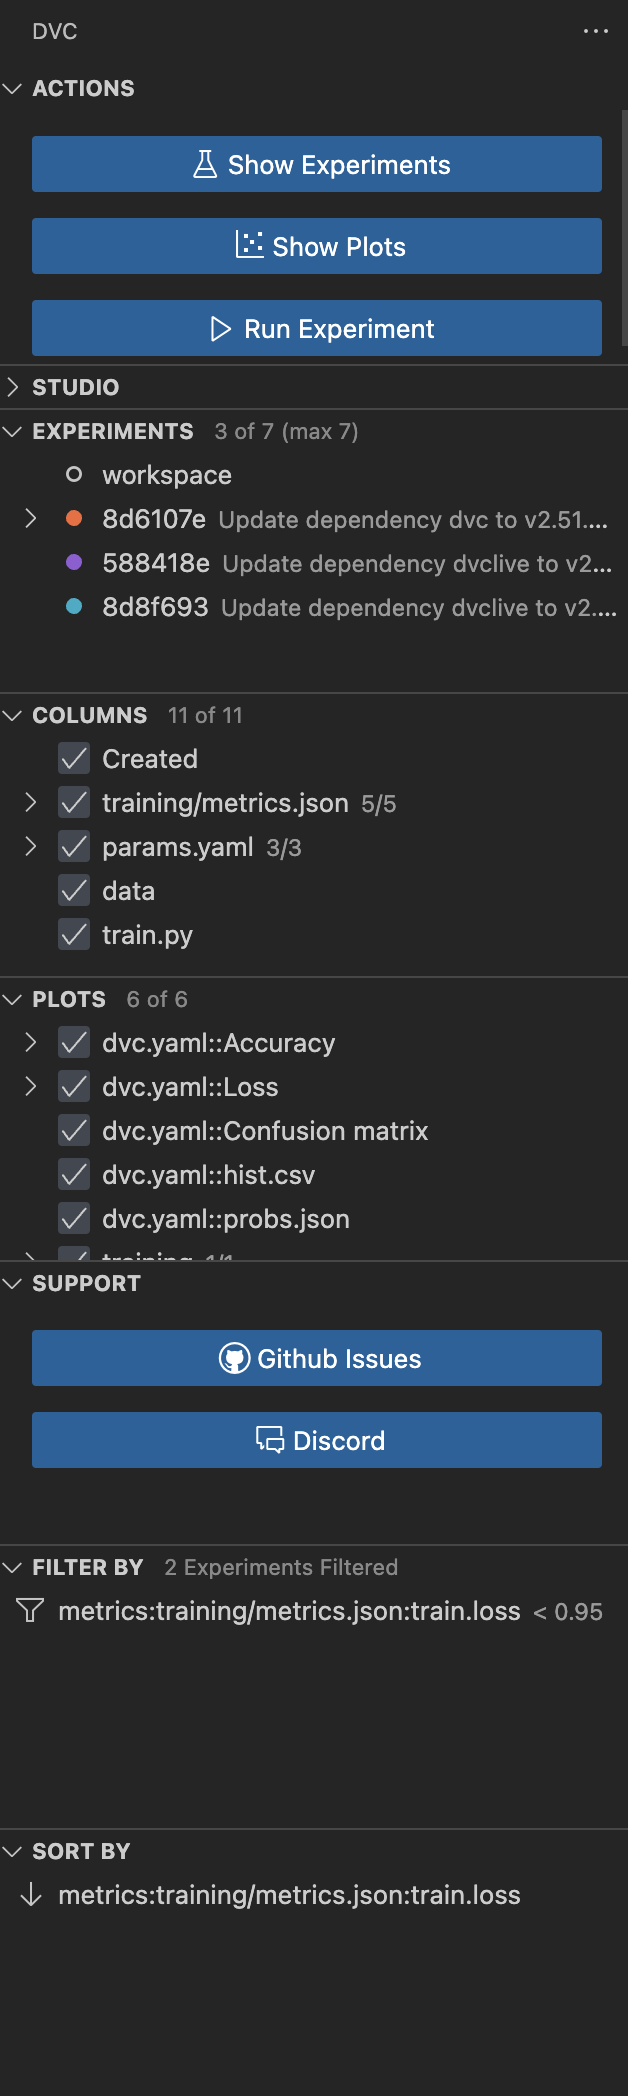 DVC
ACTIONS
Show Experiments
Show Plots
Run Experiment
STUDIO
EXPERIMENTS 3 of 7 (max 7)
workspace
8d6107e Update dependency dvc to v2.51....
588418e Update dependency dvclive to v2...
8d8f693 Update dependency dvclive to v2....
COLUMNS 11 of 11
Created
training/metrics.json 5/5
params.yaml 3/3
data
train.py
PLOTS 6 of 6
dvc.yaml::Accuracy
dvc.yaml::Loss
dvc.yaml::Confusion matrix
dvc.yaml::hist.csv
dvc.yaml::probs.json
training 1/1
SUPPORT
Github Issues
Discord
FILTER BY 2 Experiments Filtered
metrics:training/metrics.json:train.loss < 0.95
SORT BY
metrics:training/metrics.json:train.loss